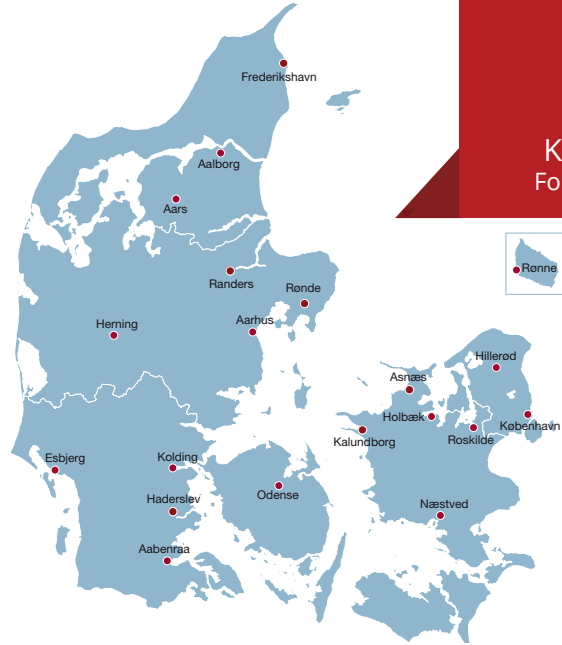 Frederikshavn
K
Fo
Aalborg
Aars
Rønne
Randers
Rønde
Aarhus
Herning
Hillerød
Asnæs
Holbæk
København
Kalundborg
Roskilde
Esbjerg
Kolding
Odense
Haderslev
Næstved
Aabenraa